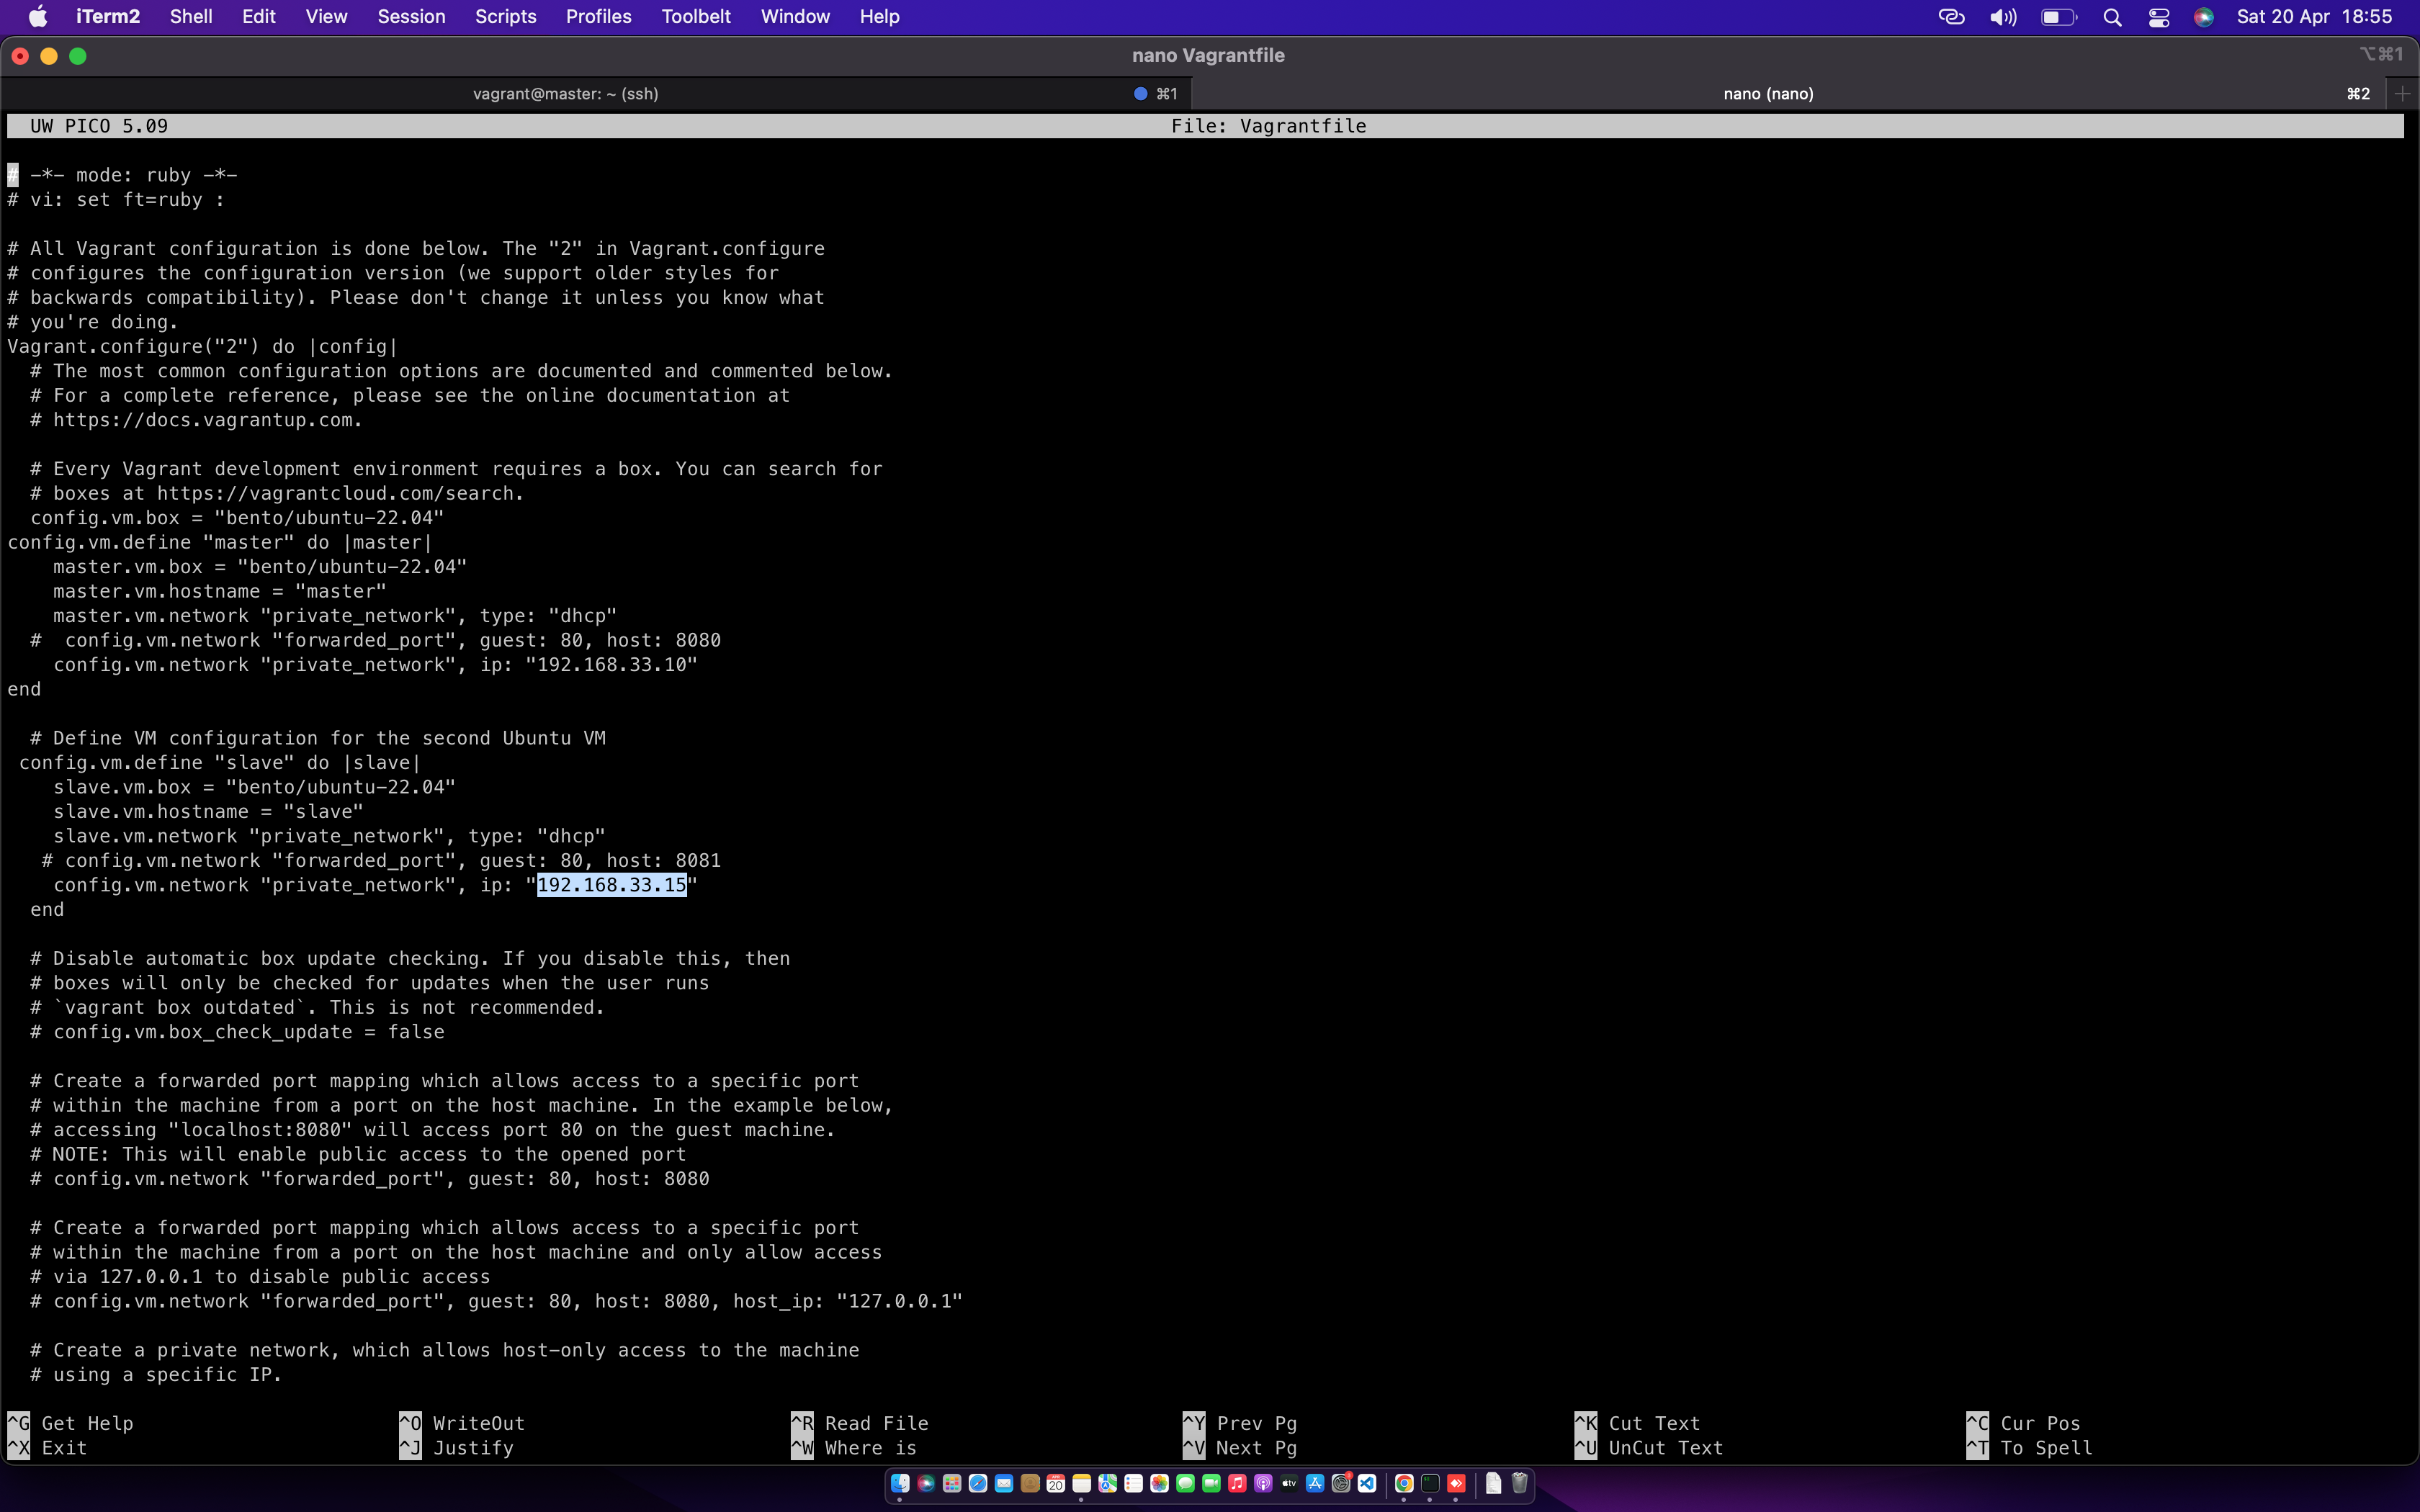 iTerm2 Shell Edit View Session Scripts Profiles Toolbelt Window Help Sat 20 Apr 18:55
nano Vagrantfile ⌥⌘1
vagrant@master: ~ (ssh) ⌘1 nano (nano) ⌘2
UW PICO 5.09 File: Vagrantfile
# -*- mode: ruby -*-
# vi: set ft=ruby :
# All Vagrant configuration is done below. The "2" in Vagrant.configure
# configures the configuration version (we support older styles for
# backwards compatibility). Please don't change it unless you know what
# you're doing.
Vagrant.configure("2") do |config|
  # The most common configuration options are documented and commented below.
  # For a complete reference, please see the online documentation at
  # https://docs.vagrantup.com.
  # Every Vagrant development environment requires a box. You can search for
  # boxes at https://vagrantcloud.com/search.
  config.vm.box = "bento/ubuntu-22.04"
config.vm.define "master" do |master|
    master.vm.box = "bento/ubuntu-22.04"
    master.vm.hostname = "master"
    master.vm.network "private_network", type: "dhcp"
  #  config.vm.network "forwarded_port", guest: 80, host: 8080
    config.vm.network "private_network", ip: "192.168.33.10"
end
  # Define VM configuration for the second Ubuntu VM
 config.vm.define "slave" do |slave|
    slave.vm.box = "bento/ubuntu-22.04"
    slave.vm.hostname = "slave"
    slave.vm.network "private_network", type: "dhcp"
   # config.vm.network "forwarded_port", guest: 80, host: 8081
    config.vm.network "private_network", ip: "192.168.33.15"
  end
  # Disable automatic box update checking. If you disable this, then
  # boxes will only be checked for updates when the user runs
  # `vagrant box outdated`. This is not recommended.
  # config.vm.box_check_update = false
  # Create a forwarded port mapping which allows access to a specific port
  # within the machine from a port on the host machine. In the example below,
  # accessing "localhost:8080" will access port 80 on the guest machine.
  # NOTE: This will enable public access to the opened port
  # config.vm.network "forwarded_port", guest: 80, host: 8080
  # Create a forwarded port mapping which allows access to a specific port
  # within the machine from a port on the host machine and only allow access
  # via 127.0.0.1 to disable public access
  # config.vm.network "forwarded_port", guest: 80, host: 8080, host_ip: "127.0.0.1"
  # Create a private network, which allows host-only access to the machine
  # using a specific IP.
^G Get Help ^O WriteOut ^R Read File ^Y Prev Pg ^K Cut Text ^C Cur Pos
^X Exit ^J Justify ^W Where is ^V Next Pg ^U UnCut Text ^T To Spell
20 tv